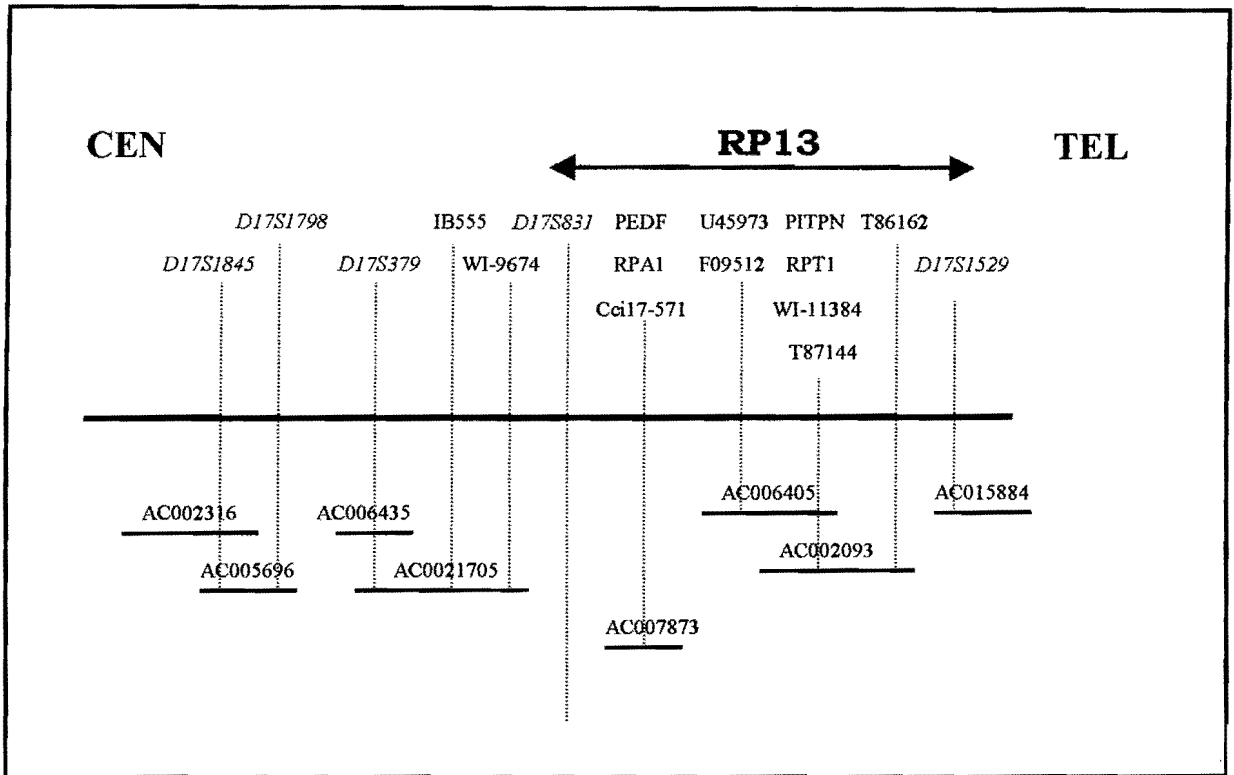 CEN RP13 TEL
D17S1798 IB555 D17S831 PEDF U45973 PITPN T86162
D17S1845 D17S379 WI-9674 RPA1 F09512 RPT1 D17S1529
Cci17-571 WI-11384
T87144
AC006405 AC015884
AC002316 AC006435
AC002093
AC005696 AC0021705
AC007873